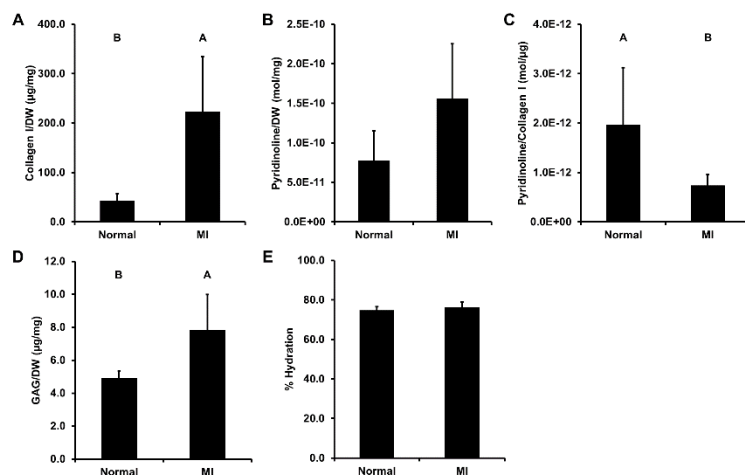 A
B
C
400.0
300.0
200.0
100.0
0.0
Collagen I/DW (µg/mg)
B
A
Normal
MI
2.5E-10
2.0E-10
1.5E-10
1.0E-10
5.0E-11
0.0E+00
Pyridinoline/DW (mol/mg)
Normal
MI
4.0E-12
3.0E-12
2.0E-12
1.0E-12
0.0E+00
Pyridinoline/Collagen I (mol/µg)
A
B
Normal
MI
D
E
12.0
10.0
8.0
6.0
4.0
2.0
0.0
GAG/DW (µg/mg)
B
A
Normal
MI
100.0
80.0
60.0
40.0
20.0
0.0
% Hydration
Normal
MI